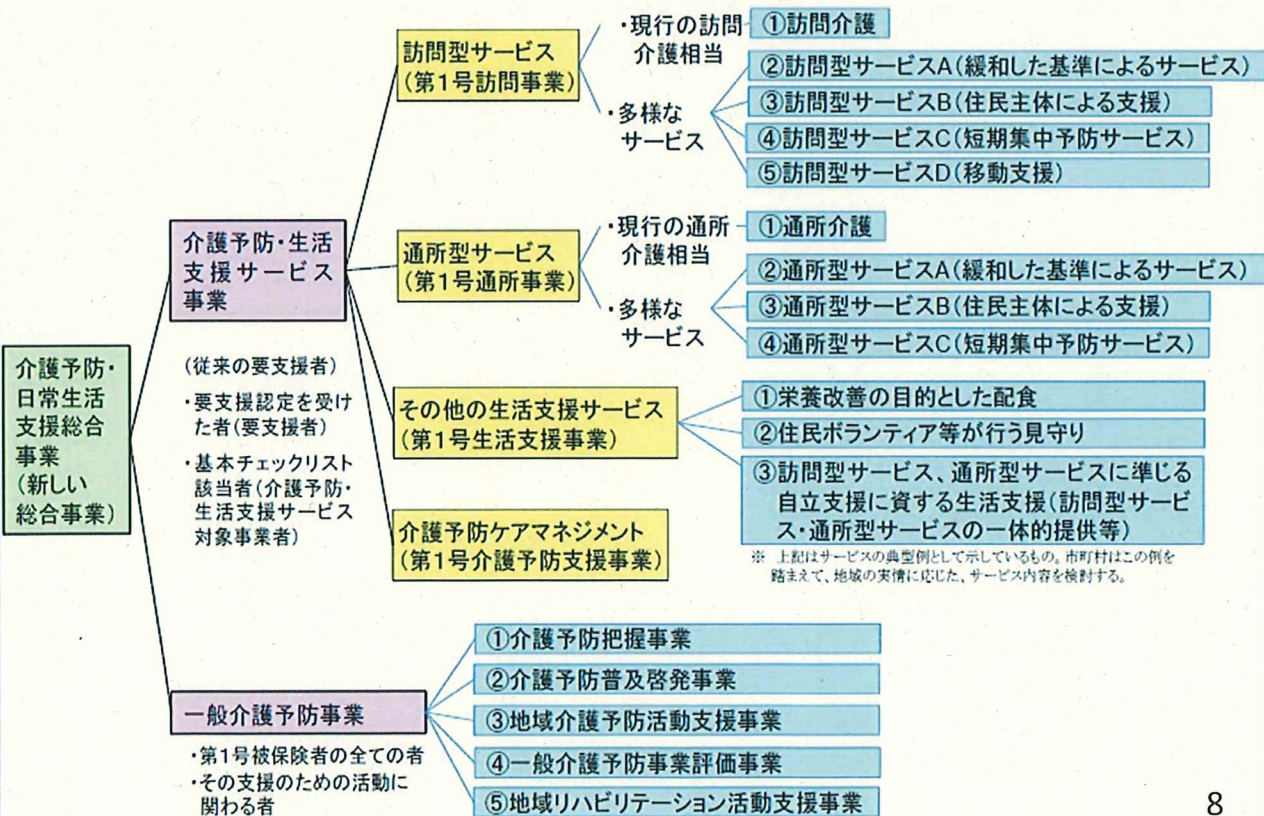 介護予防・
日常生活
支援総合
事業
(新しい
総合事業)
介護予防・生活
支援サービス
事業
(従来の要支援者)
・要支援認定を受け
た者(要支援者)
・基本チェックリスト
該当者(介護予防・
生活支援サービス
対象事業者)
訪問型サービス
(第1号訪問事業)
・現行の訪問
介護相当
①訪問介護
・多様な
サービス
②訪問型サービスA(緩和した基準によるサービス)
③訪問型サービスB(住民主体による支援)
④訪問型サービスC(短期集中予防サービス)
⑤訪問型サービスD(移動支援)
通所型サービス
(第1号通所事業)
・現行の通所
介護相当
①通所介護
・多様な
サービス
②通所型サービスA(緩和した基準によるサービス)
③通所型サービスB(住民主体による支援)
④通所型サービスC(短期集中予防サービス)
その他の生活支援サービス
(第1号生活支援事業)
①栄養改善の目的とした配食
②住民ボランティア等が行う見守り
③訪問型サービス、通所型サービスに準じる
自立支援に資する生活支援(訪問型サービ
ス・通所型サービスの一体的提供等)
※ 上記はサービスの典型例として示しているもの。市町村はこの例を
踏まえて、地域の実情に応じた、サービス内容を検討する。
介護予防ケアマネジメント
(第1号介護予防支援事業)
一般介護予防事業
・第1号被保険者の全ての者
・その支援のための活動に
関わる者
①介護予防把握事業
②介護予防普及啓発事業
③地域介護予防活動支援事業
④一般介護予防事業評価事業
⑤地域リハビリテーション活動支援事業
8